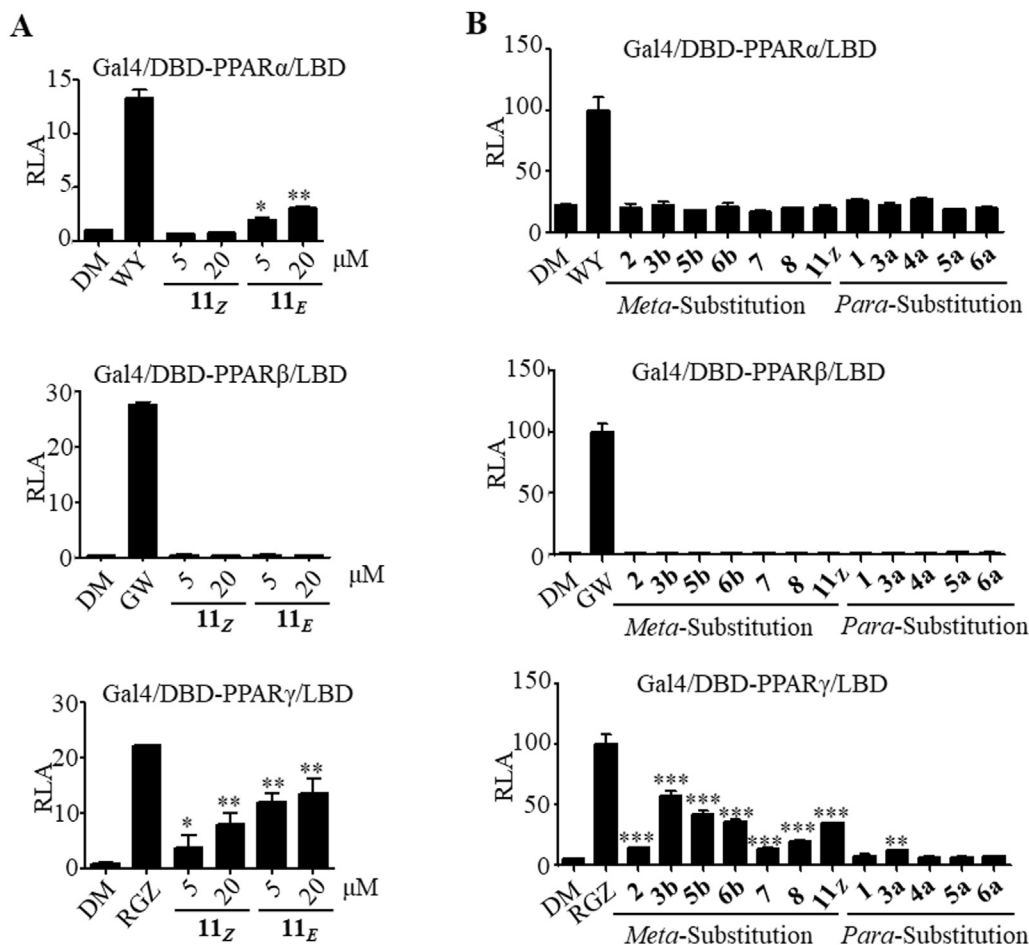 A
Gal4/DBD-PPARα/LBD
15
10
5
0
RLA
* **
DM WY 5 20 5 20 μM
11Z 11E
Gal4/DBD-PPARβ/LBD
30
20
10
0
RLA
DM GW 5 20 5 20 μM
11Z 11E
Gal4/DBD-PPARγ/LBD
30
20
10
0
RLA
* ** ** **
DM RGZ 5 20 5 20 μM
11Z 11E
B
Gal4/DBD-PPARα/LBD
150
100
50
0
RLA
DM WY 2 3b 5b 6b 7 8 11z 1 3a 4a 5a 6a
Meta-Substitution Para-Substitution
Gal4/DBD-PPARβ/LBD
150
100
50
0
RLA
DM GW 2 3b 5b 6b 7 8 11z 1 3a 4a 5a 6a
Meta-Substitution Para-Substitution
Gal4/DBD-PPARγ/LBD
150
100
50
0
RLA
*** *** *** *** *** *** *** **
DM RGZ 2 3b 5b 6b 7 8 11z 1 3a 4a 5a 6a
Meta-Substitution Para-Substitution